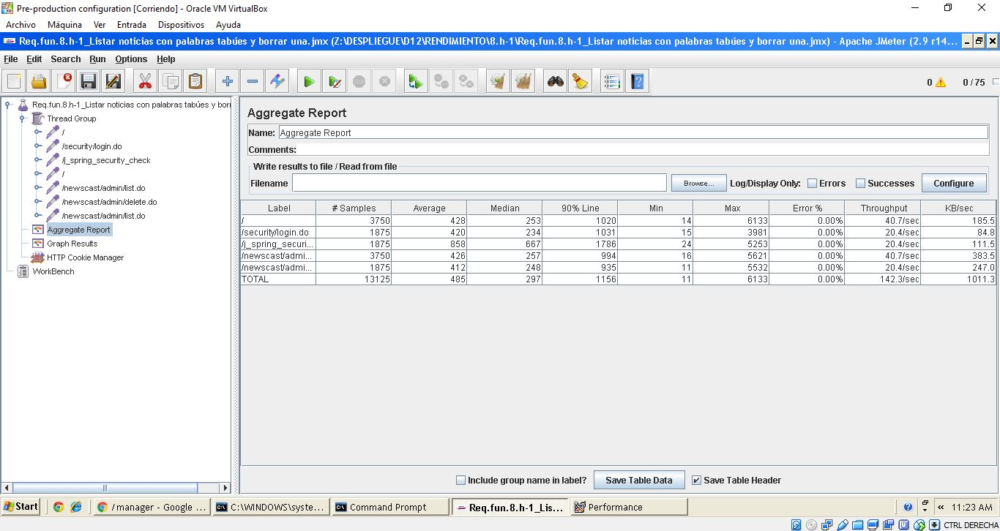 Pre-production configuration [Corriendo] - Oracle VM VirtualBox
Archivo Máquina Ver Entrada Dispositivos Ayuda
Req.fun.8.h-1_Listar noticias con palabras tabúes y borrar una.jmx (Z:\DESPLIEGUE\D12\RENDIMIENTO\8.h-1\Req.fun.8.h-1_Listar noticias con palabras tabúes y borrar una.jmx) - Apache JMeter (2.9 r14...
File Edit Search Run Options Help
0 0 / 75
Req.fun.8.h-1_Listar noticias con palabras tabúes y borr
Thread Group
/
/security/login.do
/j_spring_security_check
/
/newscast/admin/list.do
/newscast/admin/delete.do
/newscast/admin/list.do
Aggregate Report
Graph Results
HTTP Cookie Manager
WorkBench
Aggregate Report
Name: Aggregate Report
Comments:
Write results to file / Read from file
Filename Browse... Log/Display Only: Errors Successes Configure
Label # Samples Average Median 90% Line Min Max Error % Throughput KB/sec
/ 3750 428 253 1020 14 6133 0.00% 40.7/sec 185.5
/security/login.do 1875 420 234 1031 15 3981 0.00% 20.4/sec 84.8
/j_spring_securi... 1875 858 667 1786 24 5253 0.00% 20.4/sec 111.5
/newscast/admi... 3750 426 257 994 16 5621 0.00% 40.7/sec 383.5
/newscast/admi... 1875 412 248 935 11 5532 0.00% 20.4/sec 247.0
TOTAL 13125 485 297 1156 11 6133 0.00% 142.3/sec 1011.3
Include group name in label? Save Table Data Save Table Header
Start /manager - Google ... C:\WINDOWS\syste... Command Prompt Req.fun.8.h-1_Lis... Performance « 11:23 AM
CTRL DERECHA